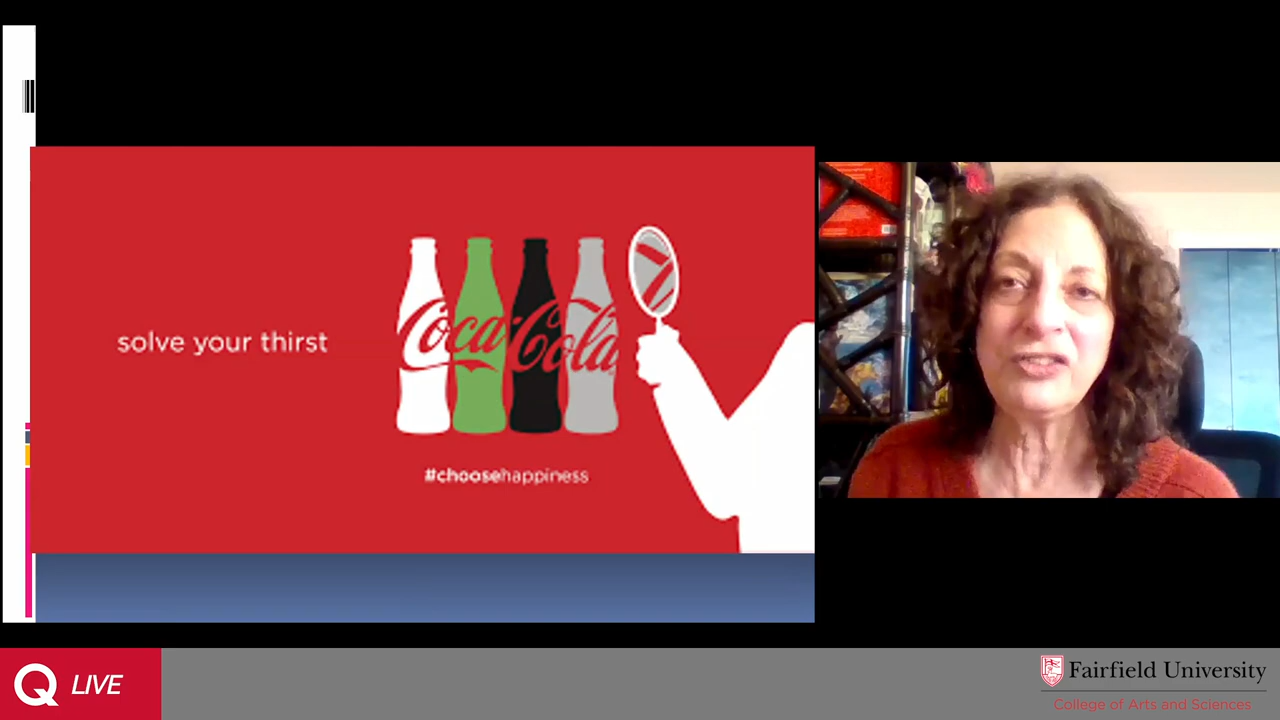 solve your thirst
Coca-Cola
#choosehappiness
Q LIVE
Fairfield University
College of Arts and Sciences